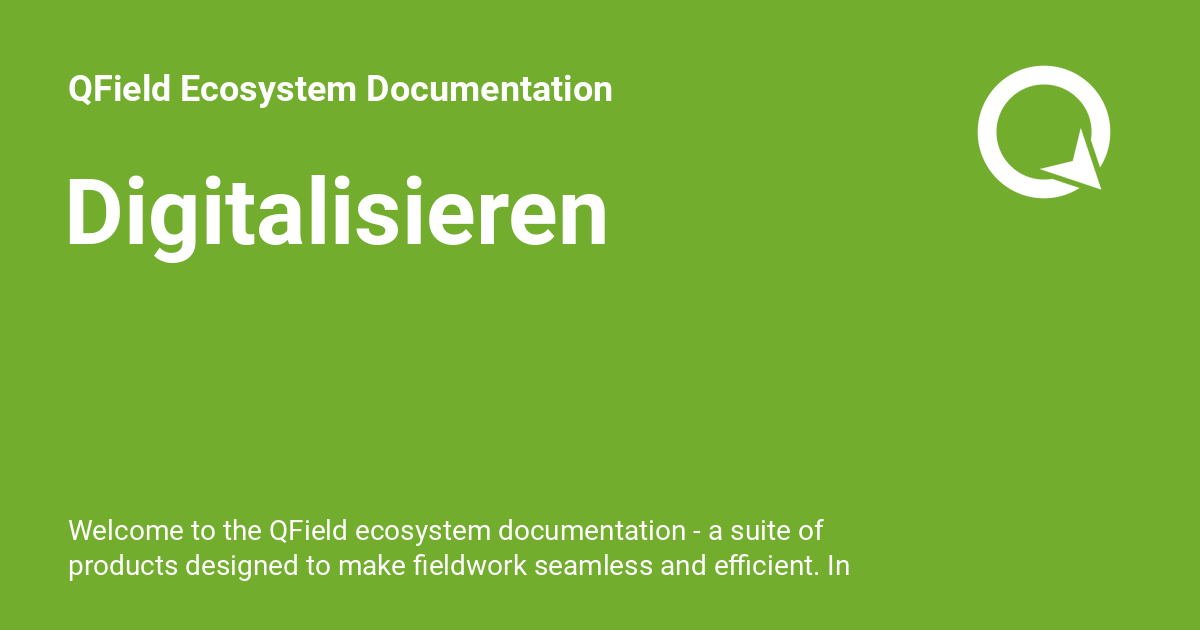 QField Ecosystem Documentation
Digitalisieren
Welcome to the QField ecosystem documentation - a suite of
products designed to make fieldwork seamless and efficient. In